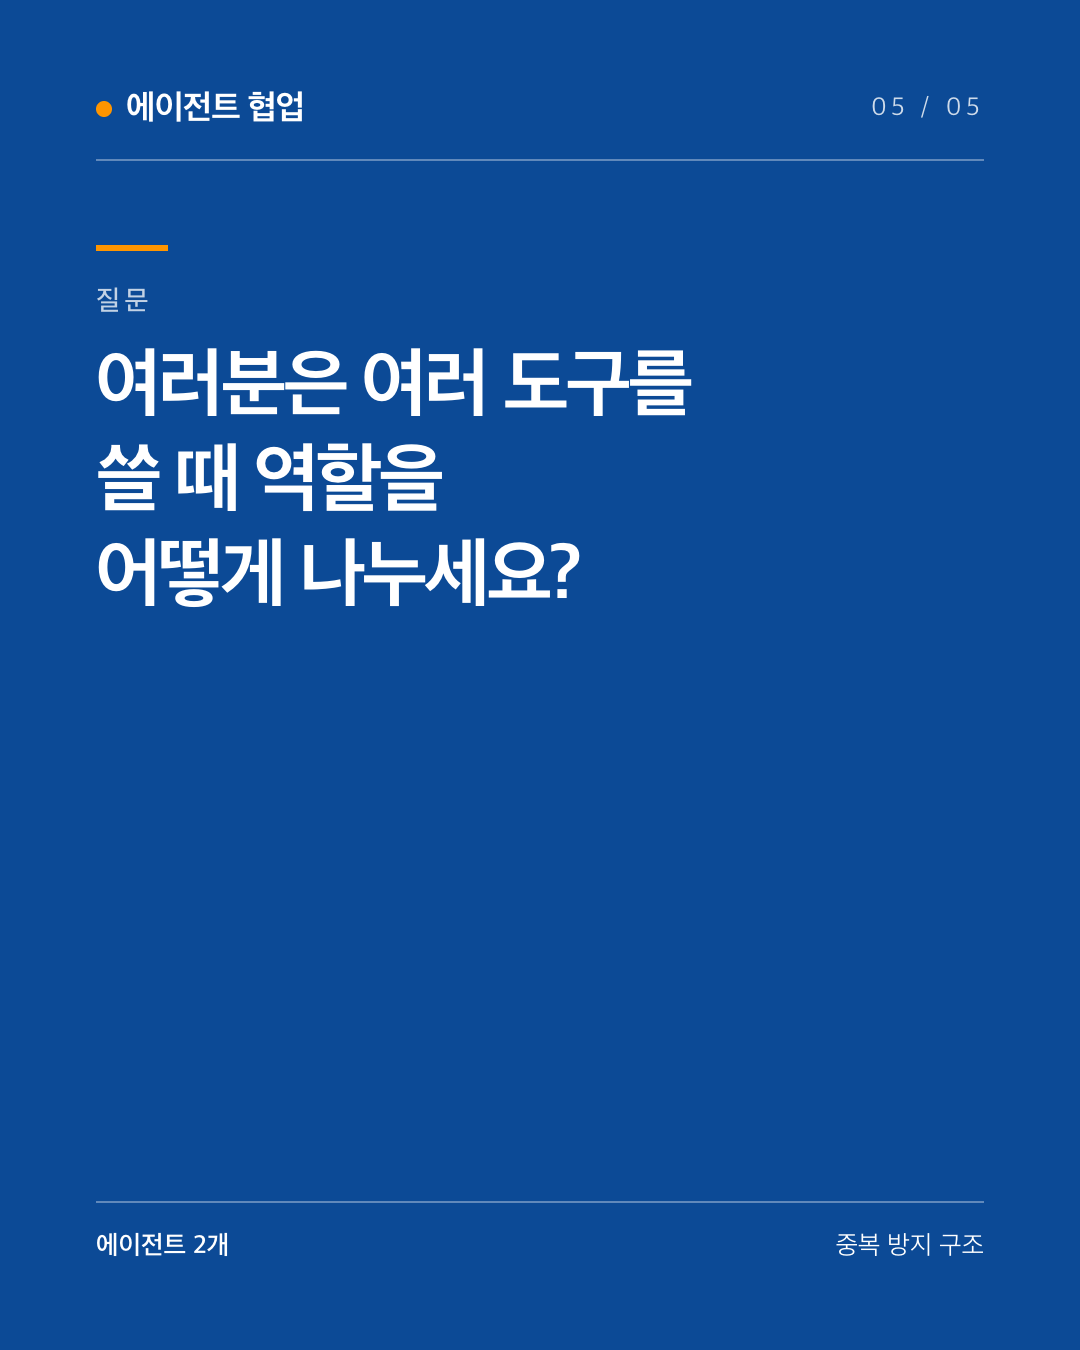 에이전트 협업
05 / 05
질문
여러분은 여러 도구를
쓸 때 역할을
어떻게 나누세요?
에이전트 2개
중복 방지 구조